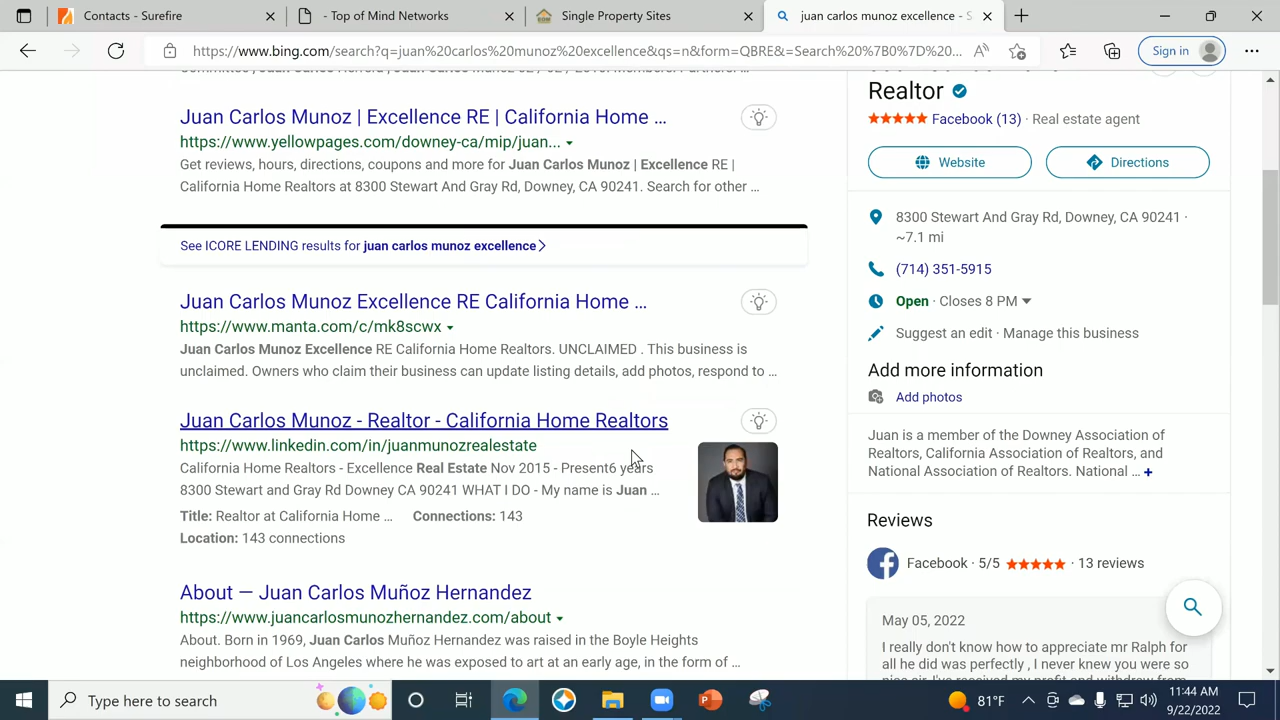 Contacts - Surefire
- Top of Mind Networks
Single Property Sites
juan carlos munoz excellence - S
https://www.bing.com/search?q=juan%20carlos%20munoz%20excellence&qs=n&form=QBRE&=Search%20%7B0%7D%20...
Sign in
Juan Carlos Munoz | Excellence RE | California Home ...
https://www.yellowpages.com/downey-ca/mip/juan...
Get reviews, hours, directions, coupons and more for Juan Carlos Munoz | Excellence RE |
California Home Realtors at 8300 Stewart And Gray Rd, Downey, CA 90241. Search for other ...
See ICORE LENDING results for juan carlos munoz excellence
Juan Carlos Munoz Excellence RE California Home ...
https://www.manta.com/c/mk8scwx
Juan Carlos Munoz Excellence RE California Home Realtors. UNCLAIMED . This business is
unclaimed. Owners who claim their business can update listing details, add photos, respond to ...
Juan Carlos Munoz - Realtor - California Home Realtors
https://www.linkedin.com/in/juanmunozrealestate
California Home Realtors - Excellence Real Estate Nov 2015 - Present6 years
8300 Stewart and Gray Rd Downey CA 90241 WHAT I DO - My name is Juan ...
Title: Realtor at California Home ... Connections: 143
Location: 143 connections
About — Juan Carlos Muñoz Hernandez
https://www.juancarlosmunozhernandez.com/about
About. Born in 1969, Juan Carlos Muñoz Hernandez was raised in the Boyle Heights
neighborhood of Los Angeles where he was exposed to art at an early age, in the form of ...
Realtor
Facebook (13) · Real estate agent
Website
Directions
8300 Stewart And Gray Rd, Downey, CA 90241 ·
~7.1 mi
(714) 351-5915
Open · Closes 8 PM
Suggest an edit · Manage this business
Add more information
Add photos
Juan is a member of the Downey Association of
Realtors, California Association of Realtors, and
National Association of Realtors. National ... +
Reviews
Facebook · 5/5 · 13 reviews
May 05, 2022
I really don't know how to appreciate mr Ralph for
all he did was perfectly , I never knew you were so
Type here to search
81°F
11:44 AM
9/22/2022